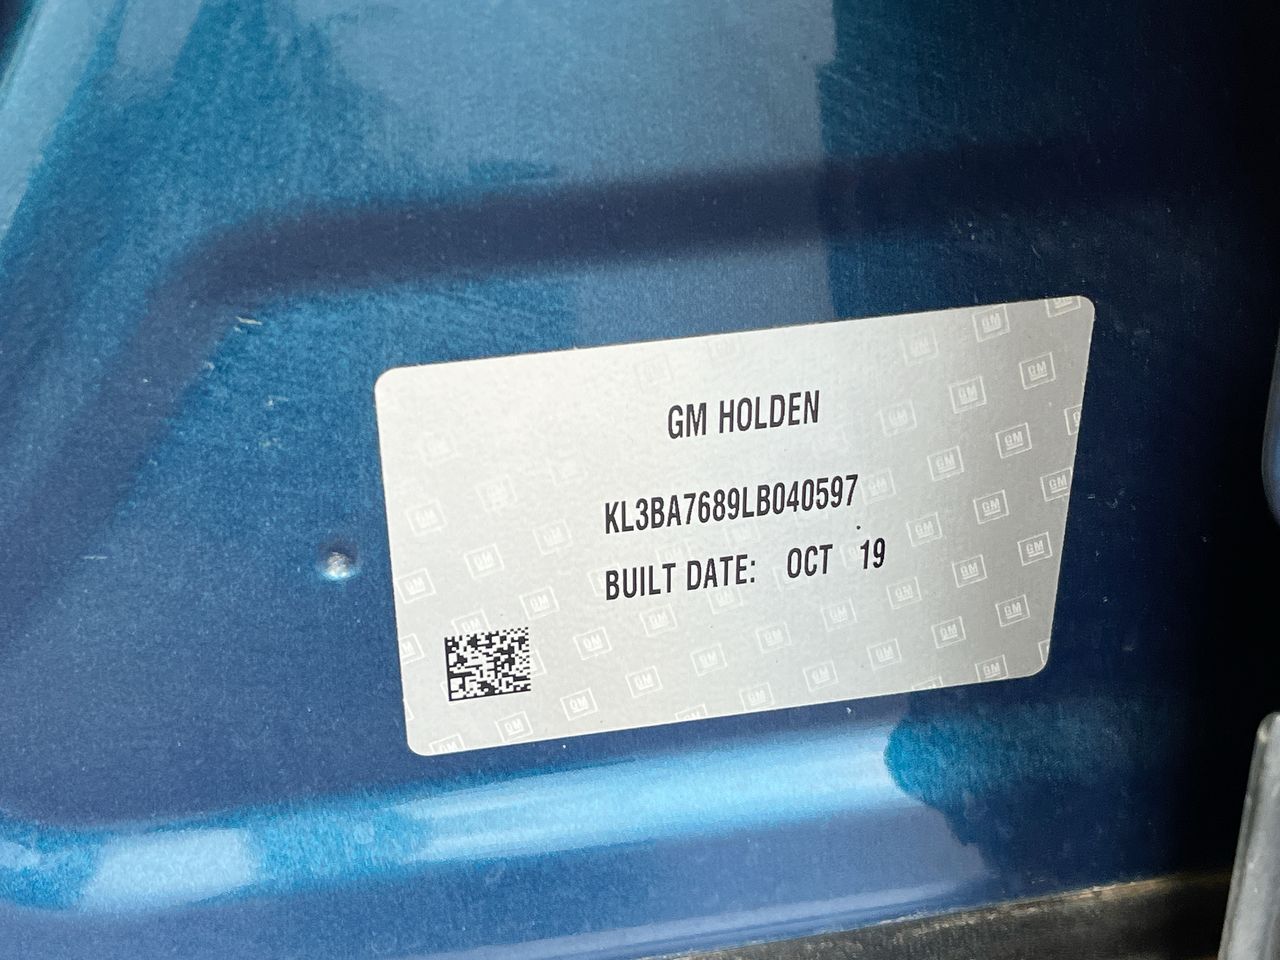 GM HOLDEN
KL3BA7689LB040597
BUILT DATE: OCT 19